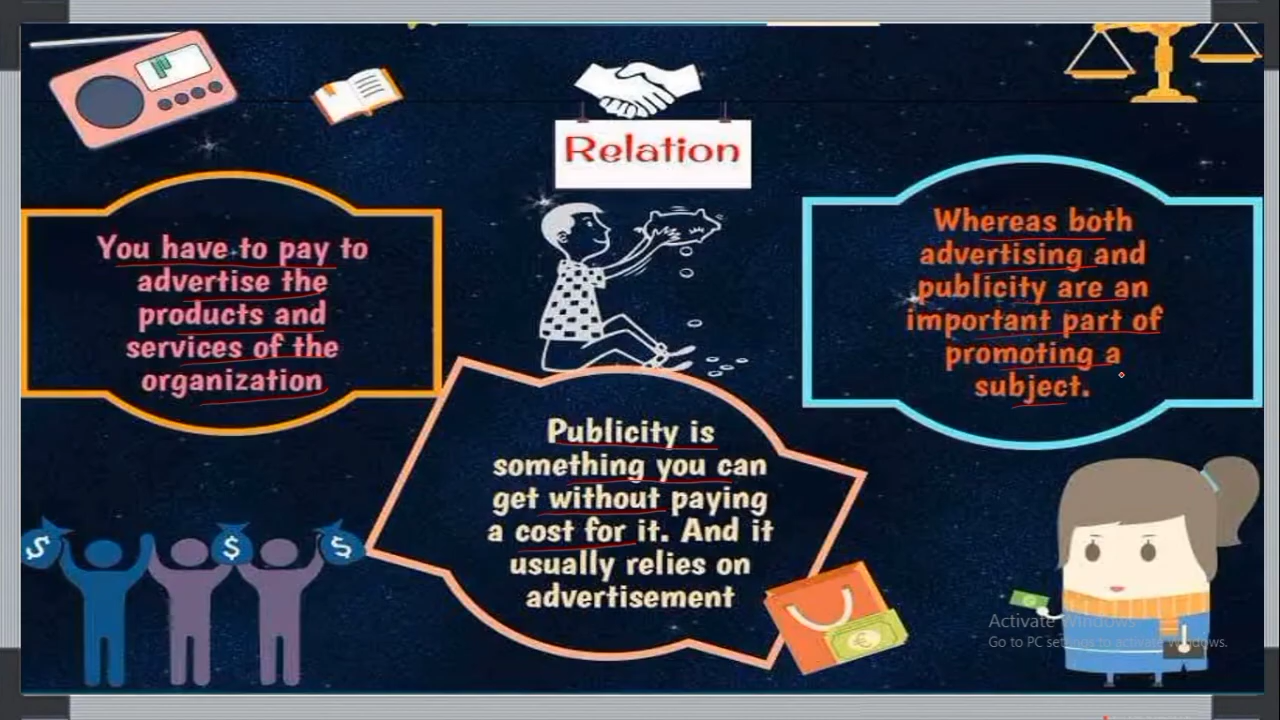 Relation
You have to pay to
advertise the
products and
services of the
organization
Publicity is
something you can
get without paying
a cost for it. And it
usually relies on
advertisement
Whereas both
advertising and
publicity are an
important part of
promoting a
subject.
Activate Windows
Go to PC settings to activate Windows.